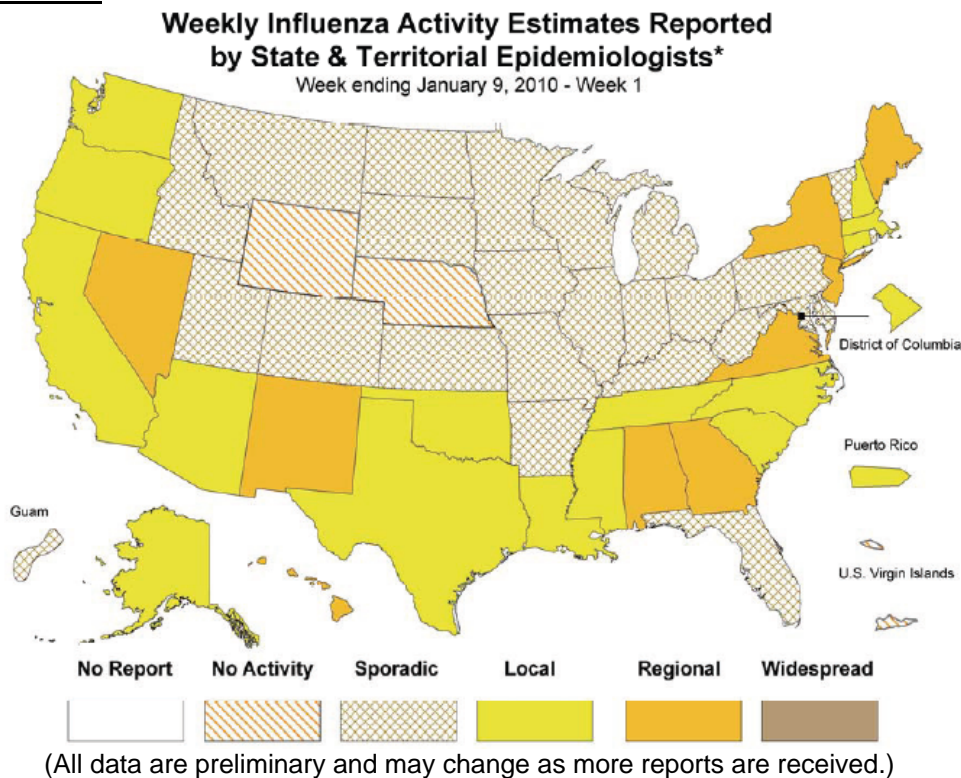 Weekly Influenza Activity Estimates Reported
by State & Territorial Epidemiologists*
Week ending January 9, 2010 - Week 1
District of Columbia
Puerto Rico
Guam
U.S. Virgin Islands
No Report No Activity Sporadic Local Regional Widespread
(All data are preliminary and may change as more reports are received.)